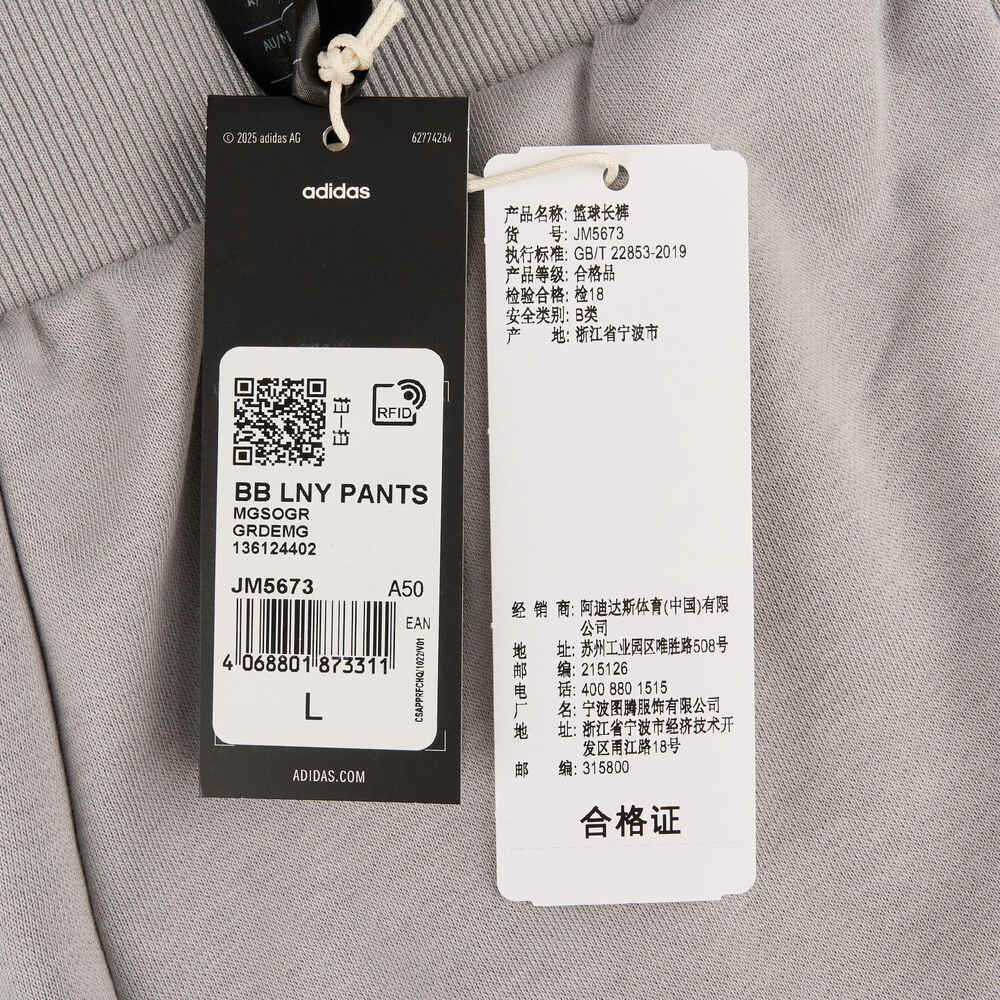 AU/N
© 2025 adidas AG 62774264
adidas
RFID
BB LNY PANTS
MGSOGR
GRDEMG
136124402
JM5673 A50
EAN
4 068801 873311
CSAPPRFCHQ/1022/V01
L
ADIDAS.COM
产品名称: 篮球长裤
货 号: JM5673
执行标准: GB/T 22853-2019
产品等级: 合格品
检验合格: 检18
安全类别: B类
产 地: 浙江省宁波市
经 销 商: 阿迪达斯体育(中国)有限
公司
地 址: 苏州工业园区唯胜路508号
邮 编: 215126
电 话: 400 880 1515
厂 名: 宁波图腾服饰有限公司
地 址: 浙江省宁波市经济技术开
发区甬江路18号
邮 编: 315800
合格证